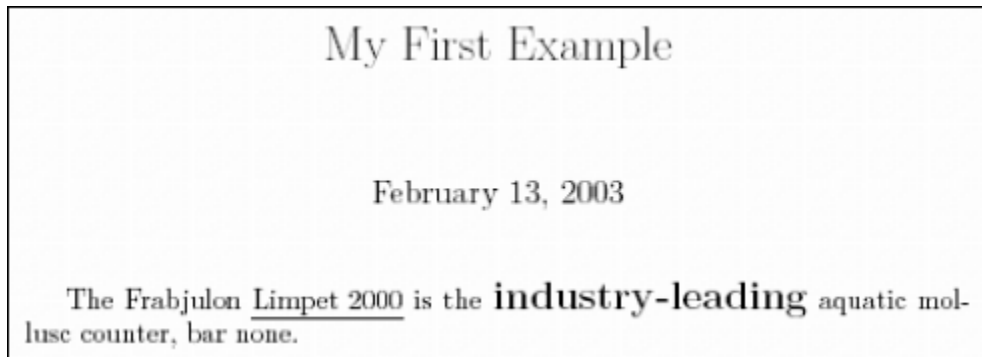 My First Example
February 13, 2003
The Frabjulon Limpet 2000 is the industry-leading aquatic mol-
lusc counter, bar none.